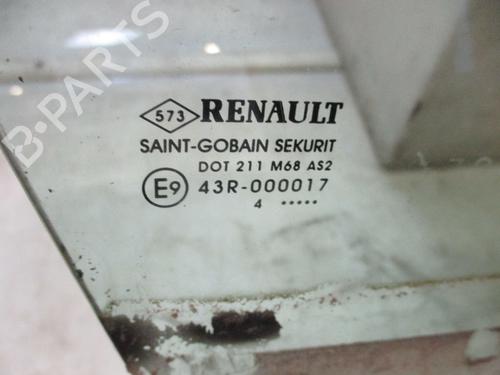 B-PARTS
573 RENAULT
SAINT-GOBAIN SEKURIT
DOT 211 M68 AS2
E9 43R-000017
4 •••••